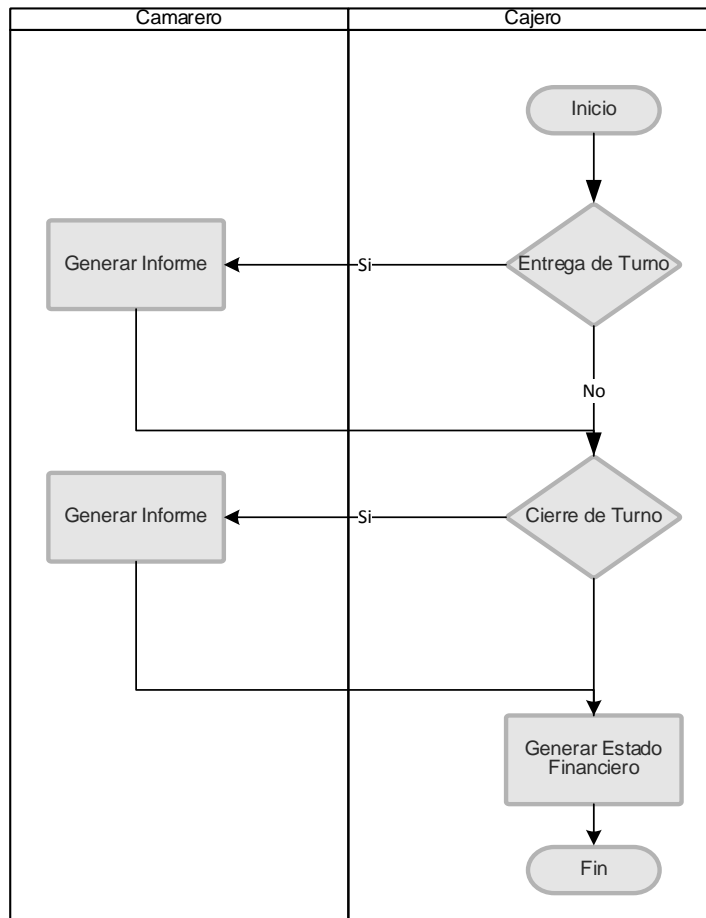 Camarero
Cajero
Inicio
Entrega de Turno
Si
Generar Informe
No
Cierre de Turno
Si
Generar Informe
Generar Estado
Financiero
Fin